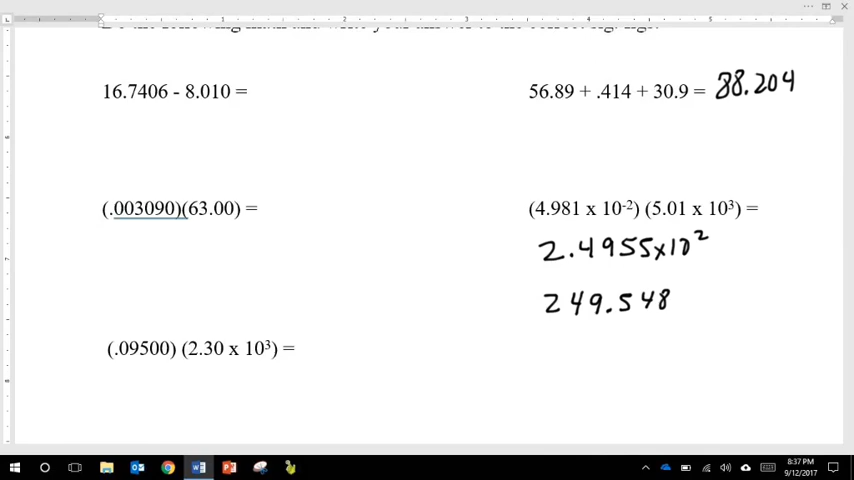 16.7406 - 8.010 =
56.89 + .414 + 30.9 = 88.204
(.003090)(63.00) =
(4.981 x 10⁻²) (5.01 x 10³) =
2.4955x10²
249.548
(.09500) (2.30 x 10³) =
8:37 PM
9/12/2017